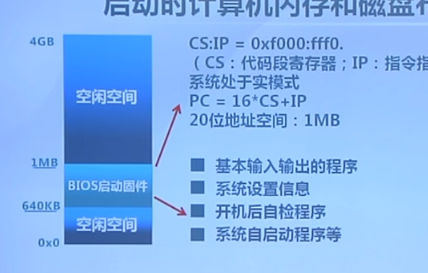 启动的计算机内存和磁盘
4GB
空闲空间
1MB
BIOS启动固件
640KB
空闲空间
0x0
CS:IP = 0xf000:fff0.
（CS：代码段寄存器；IP：指令指
系统处于实模式
PC = 16*CS+IP
20位地址空间：1MB
■ 基本输入输出的程序
■ 系统设置信息
■ 开机后自检程序
■ 系统自启动程序等